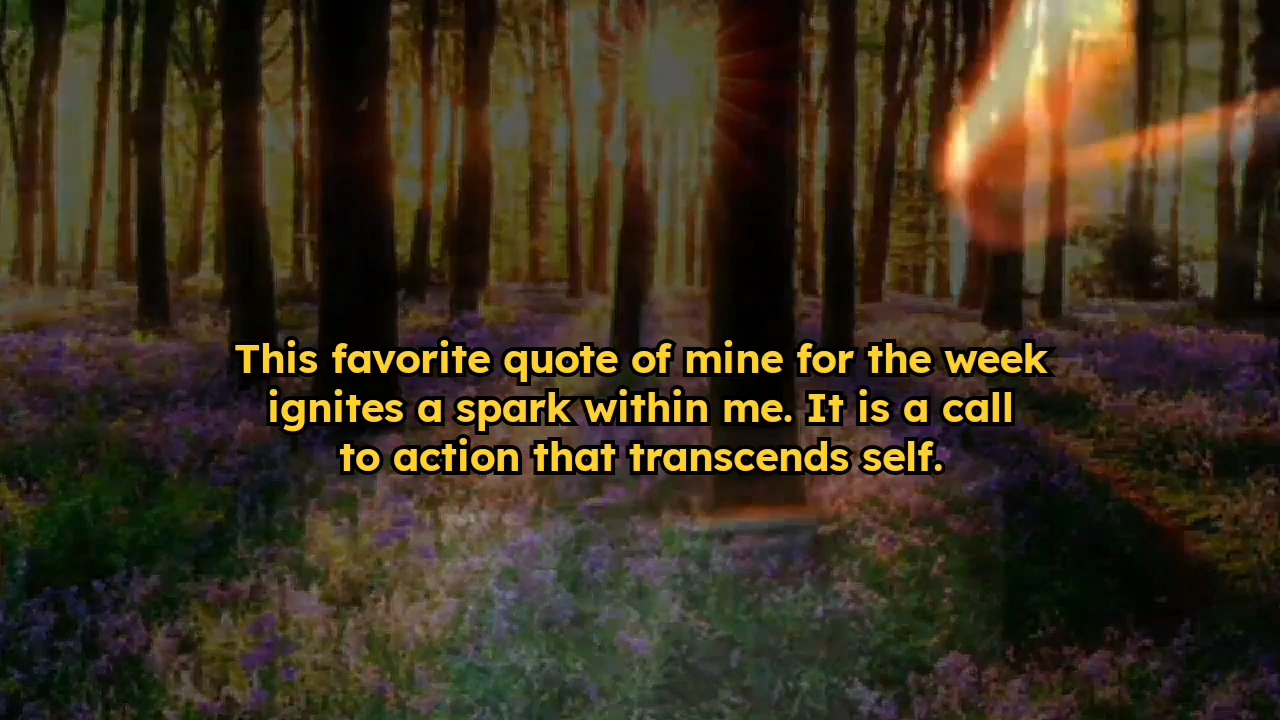 This favorite quote of mine for the week
ignites a spark within me. It is a call
to action that transcends self.